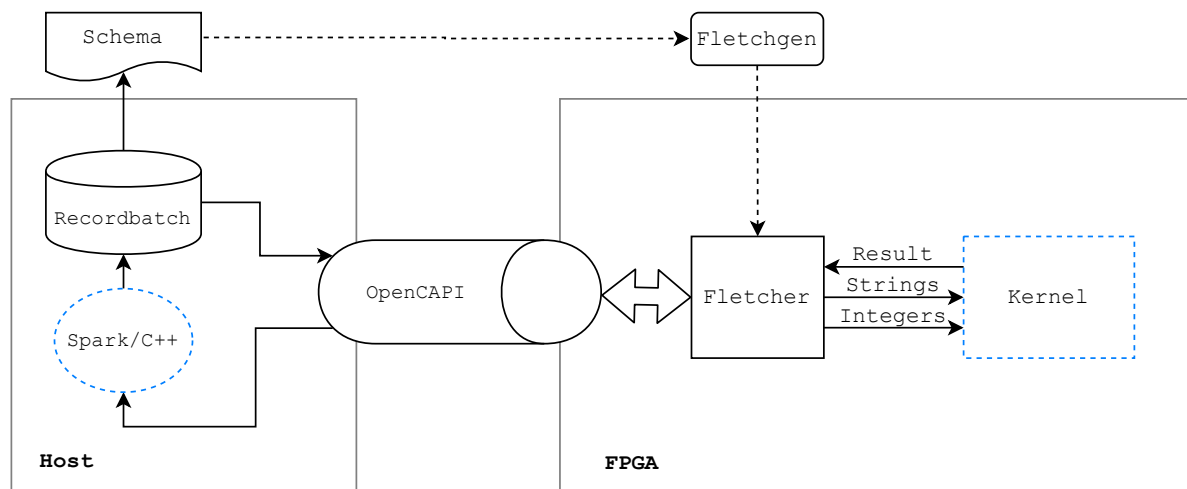 Schema
Fletchgen
Recordbatch
Result
OpenCAPI
Fletcher
Strings
Kernel
Integers
Spark/C++
Host
FPGA